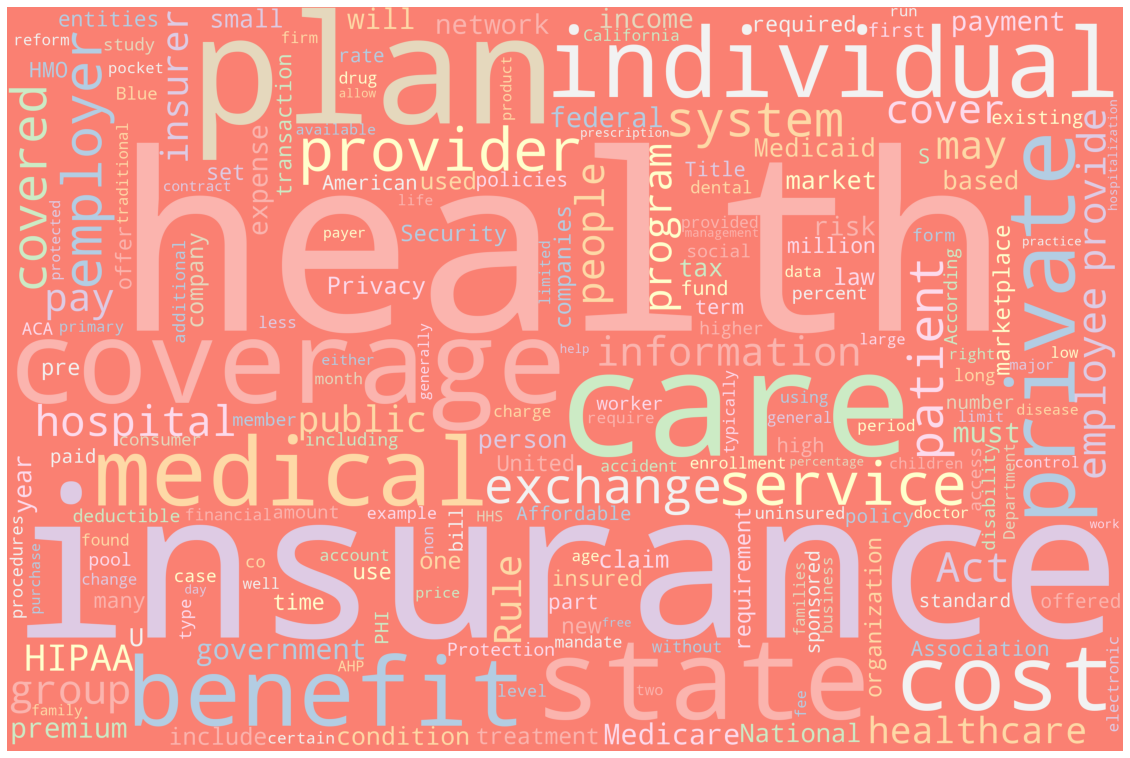 entities
small
will
network
income
California
required
run
first
payment
reform
study
firm
HMO
pocket
Blue
insurer
rate
drug
allow
plan
product
individual
employer
covered
offer
traditional
expense
transaction
available
federal
prescription
system
cover
existing
hospitalization
provider
set
contract
American
used
policies
life
people
program
Medicaid
Title
dental
market
S
may
based
private
employee provide
protected
company
additional
payer
Security
limited
companies
provided
management
social
risk
million
form
practice
health
pay
Privacy
tax
fund
data
law
percent
term
patient
According
marketplace
ACA
primary
less
generally
higher
large
coverage
pre
either
month
help
information
right
low
long
major
hospital
member
public
charge
care
worker
require
typically
using
general
period
number
limit
disease
consumer
including
person
high
must
paid
year
medical
United
accident
enrollment
percentage
children
access
disability
Department
control
exchange
service
deductible
financial
amount
example
bill
HHS
Affordable
uninsured
policy
doctor
work
procedures
purchase
found
pool
change
many
insurance
case
type
day
co
well
account
use
time
PHI
non
one
price
Rule
age
claim
insured
part
requirement
sponsored
families
business
organization
Act
standard
offered
HIPAA
U
government
AHP
Protection
new
free
mandate
without
Association
electronic
group
family
premium
benefit
level
state
two
fee
cost
include
certain
condition
treatment
Medicare
National
healthcare